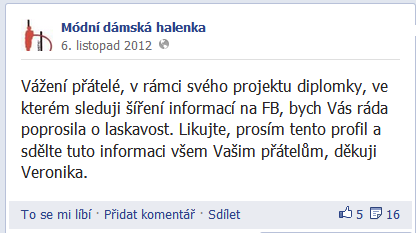 Módní dámská halenka
6. listopad 2012
Vážení přátelé, v rámci svého projektu diplomky, ve
kterém sleduji šíření informací na FB, bych Vás ráda
poprosila o laskavost. Likujte, prosím tento profil a
sdělte tuto informaci všem Vašim přátelům, děkuji
Veronika.
To se mi líbí · Přidat komentář · Sdílet 5 16